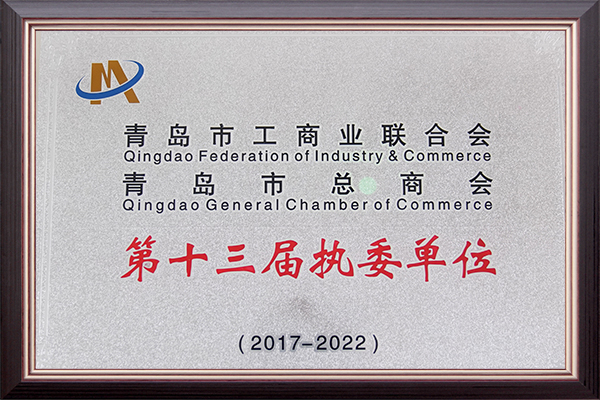 青岛市工商业联合会
Qingdao Federation of Industry & Commerce
青岛市总商会
Qingdao General Chamber of Commerce
第十三届执委单位
(2017-2022)